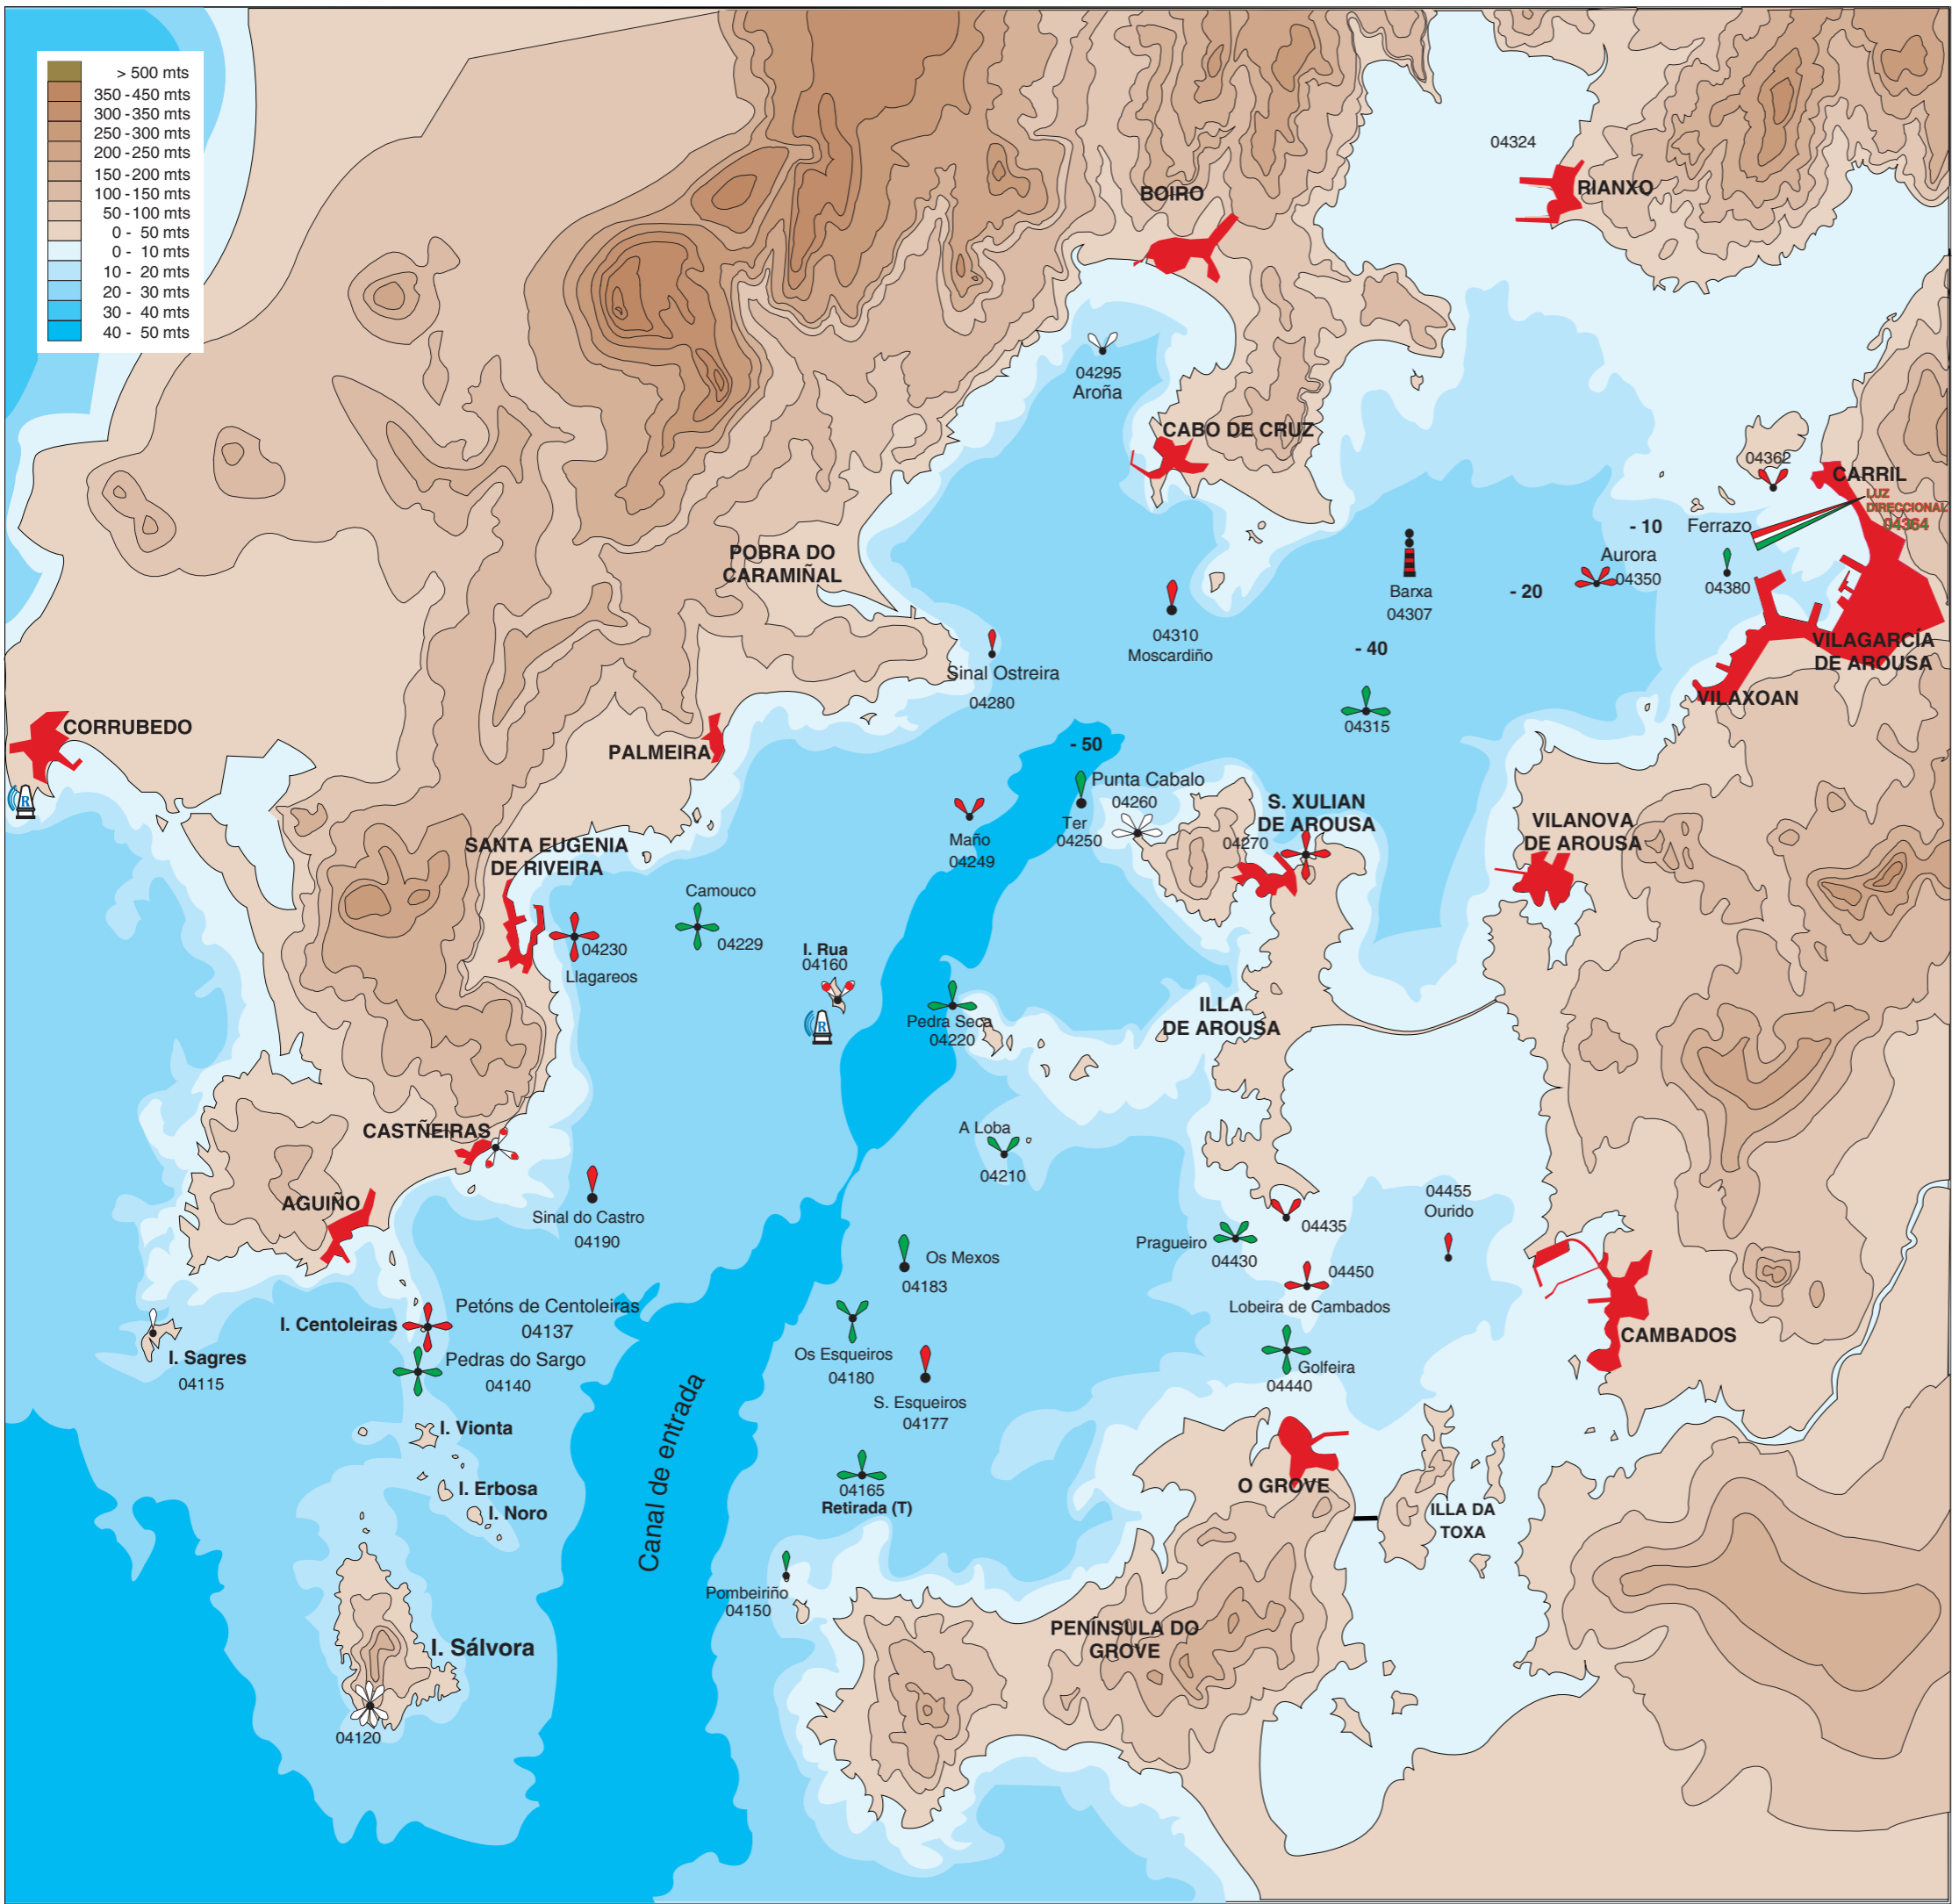 > 500 mts
350 - 450 mts
300 - 350 mts
250 - 300 mts
200 - 250 mts
150 - 200 mts
100 - 150 mts
50 - 100 mts
0 - 50 mts
0 - 10 mts
10 - 20 mts
20 - 30 mts
30 - 40 mts
40 - 50 mts
04324
RIANXO
BOIRO
04295
Aroña
CABO DE CRUZ
04362
CARRIL
LUZ
DIRECCIONAL
04364
- 10
Ferrazo
Aurora
04350
04380
Barxa
04307
- 20
POBRA DO
CARAMIÑAL
04310
Moscardiño
- 40
VILAGARCÍA
DE AROUSA
Sinal Ostreira
04280
VILAXOAN
04315
CORRUBEDO
R
PALMEIRA
- 50
Punta Cabalo
04260
Ter
04250
S. XULIAN
DE AROUSA
04270
VILANOVA
DE AROUSA
Maño
04249
SANTA EUGENIA
DE RIVEIRA
Camouco
04229
04230
Llagareos
I. Rua
04160
R
Pedra Seca
04220
ILLA
DE AROUSA
CASTÑEIRAS
A Loba
04210
AGUIÑO
Sinal do Castro
04190
04455
Ourido
04435
Pragueiro
04430
Os Mexos
04183
04450
Lobeira de Cambados
Petóns de Centoleiras
04137
I. Centoleiras
CAMBADOS
I. Sagres
04115
Pedras do Sargo
04140
Os Esqueiros
04180
Golfeira
04440
S. Esqueiros
04177
I. Vionta
Canal de entrada
I. Erbosa
I. Noro
04165
Retirada (T)
O GROVE
ILLA DA
TOXA
Pombeiriño
04150
PENÍNSULA DO
GROVE
I. Sálvora
04120